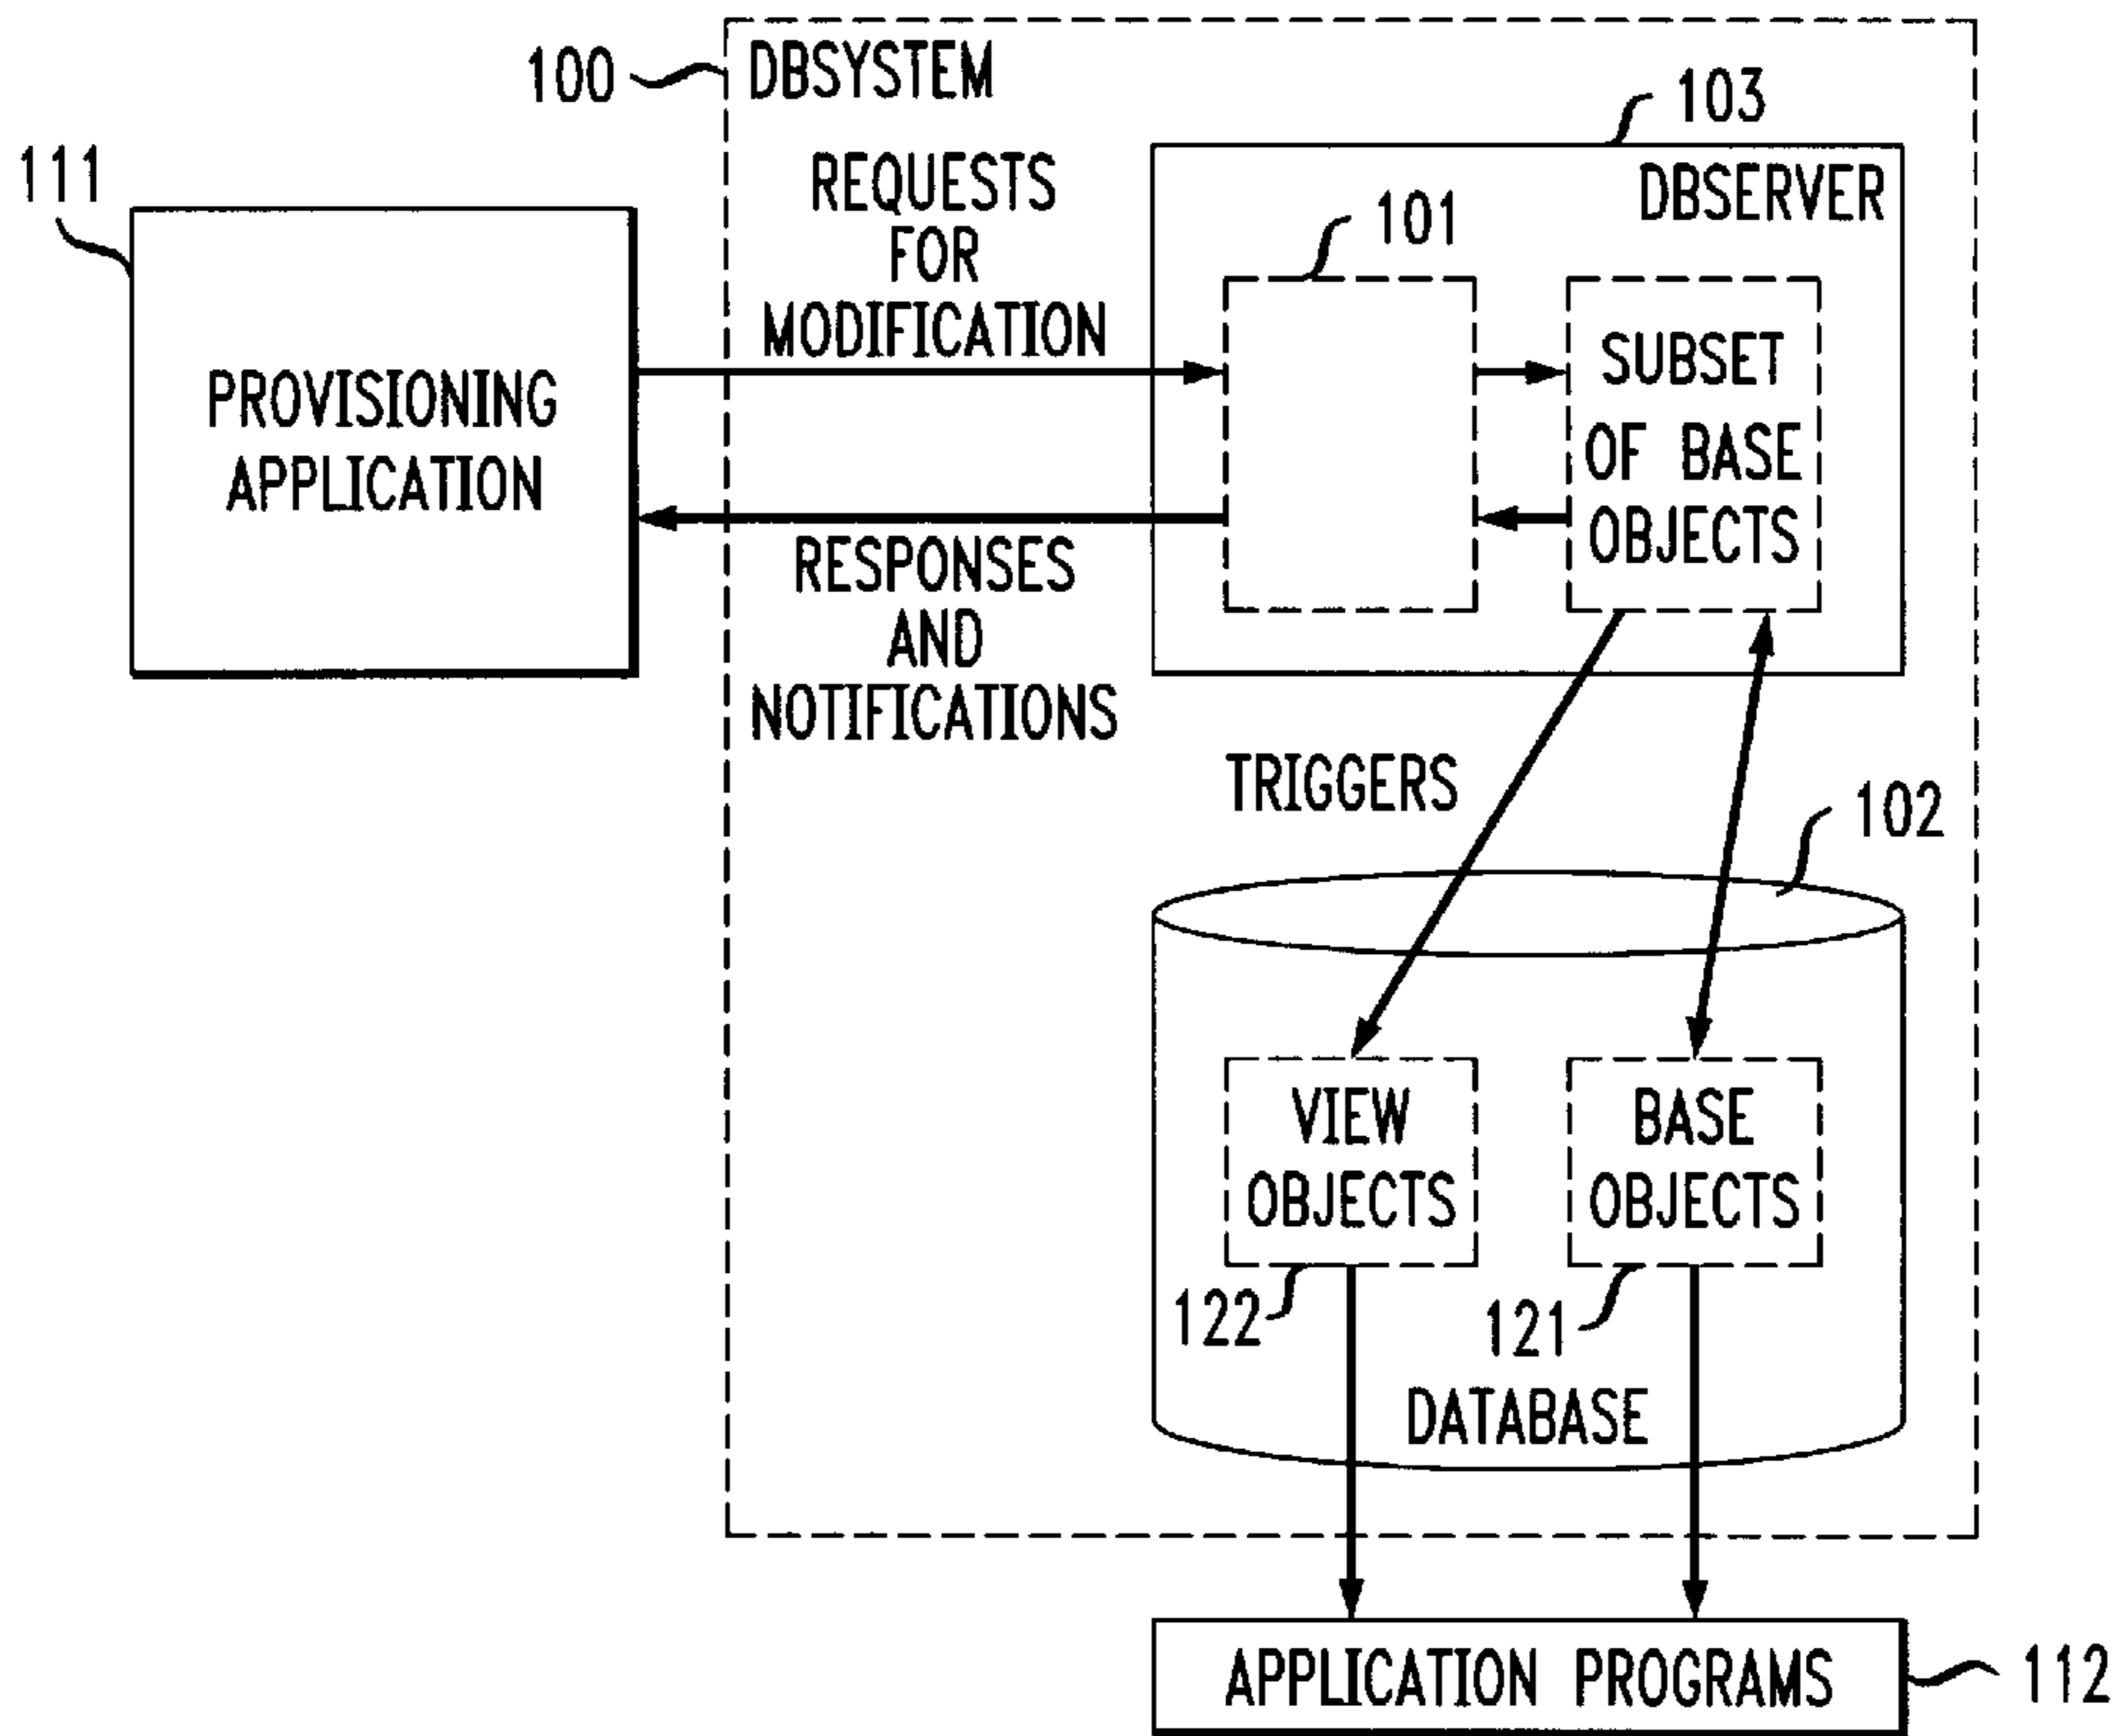 100
DBSYSTEM
103
111
REQUESTS
FOR
MODIFICATION
DBSERVER
101
PROVISIONING
APPLICATION
SUBSET
OF BASE
OBJECTS
RESPONSES
AND
NOTIFICATIONS
TRIGGERS
102
VIEW
OBJECTS
BASE
OBJECTS
122
121
DATABASE
APPLICATION PROGRAMS
112